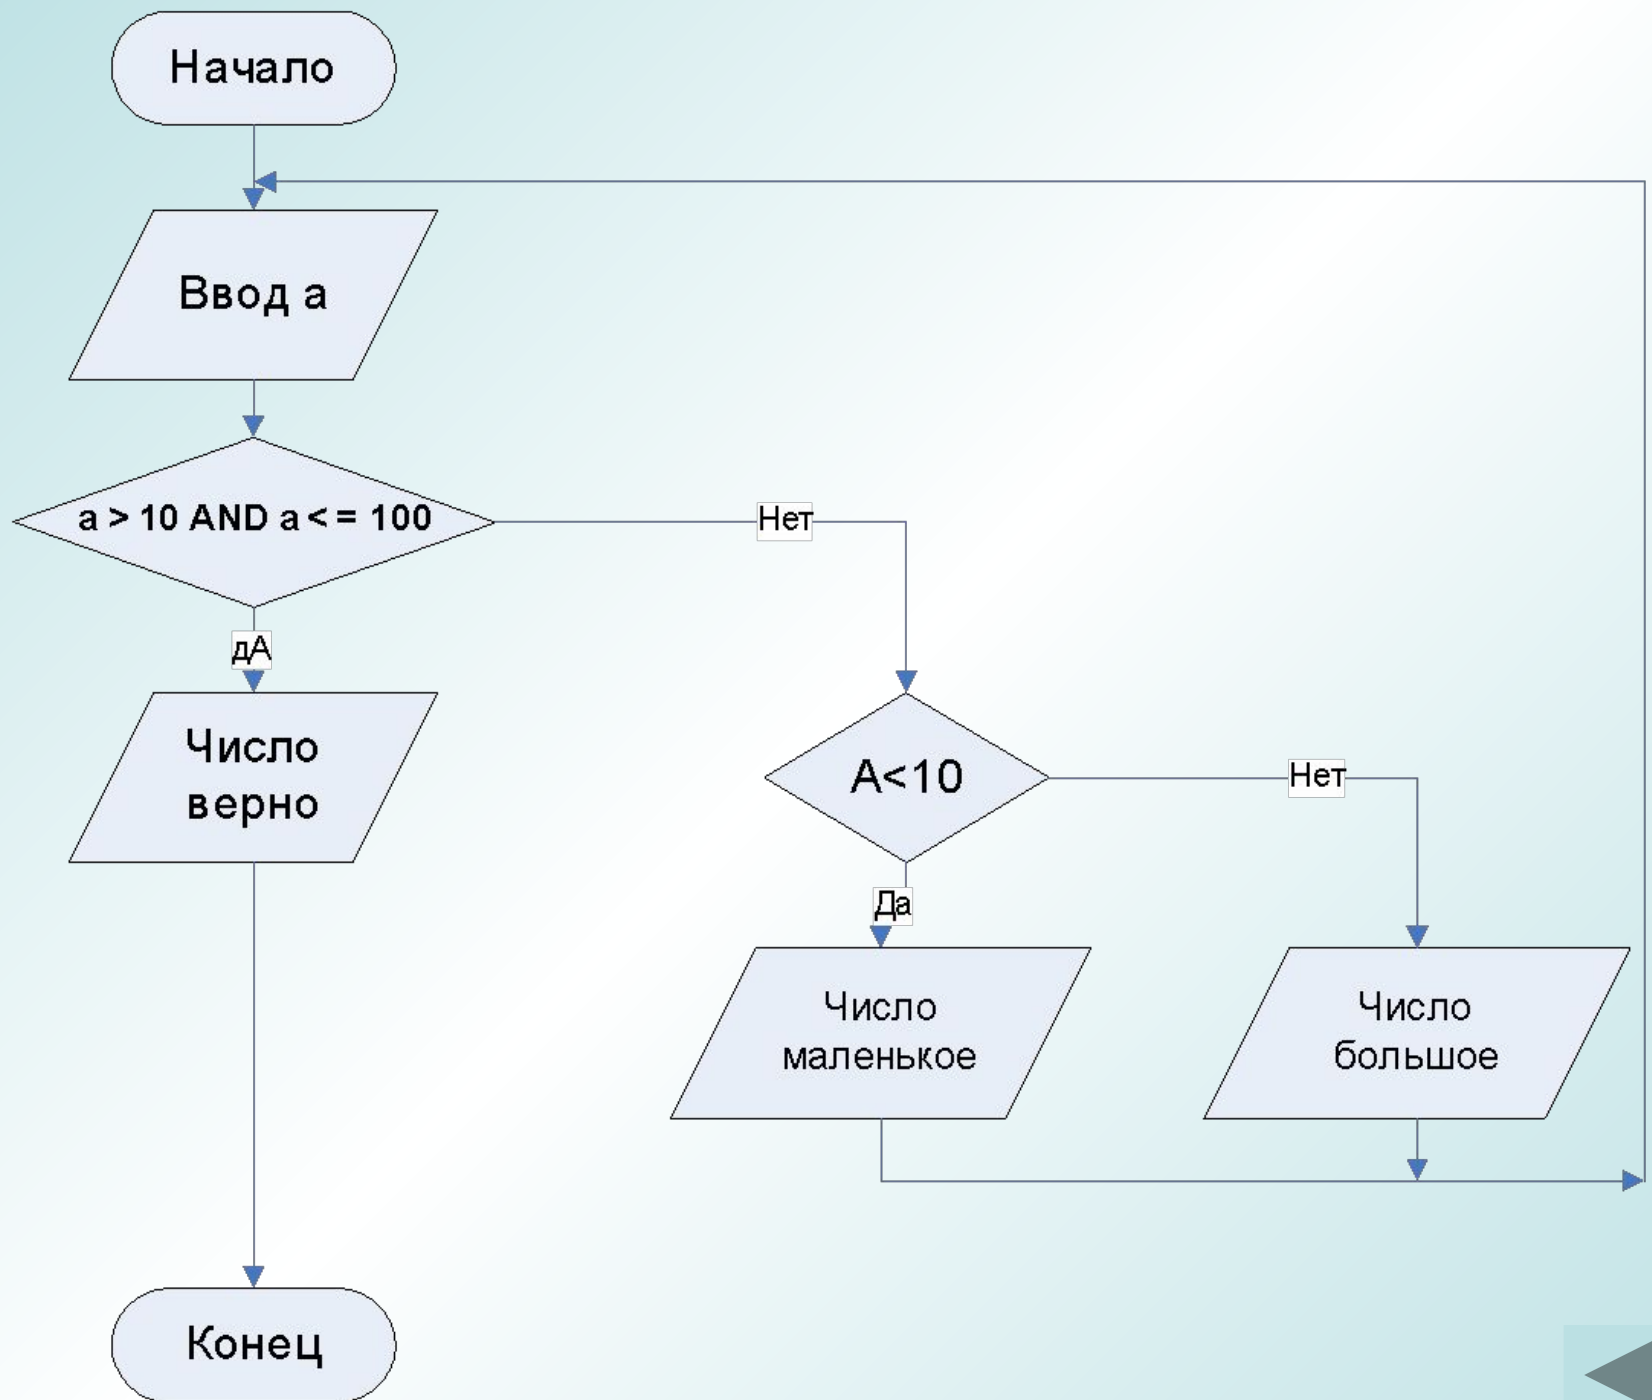 Начало
Ввод а
a > 10 AND a < = 100
Нет
дА
Число
верно
А<10
Нет
Да
Число
маленькое
Число
большое
Конец